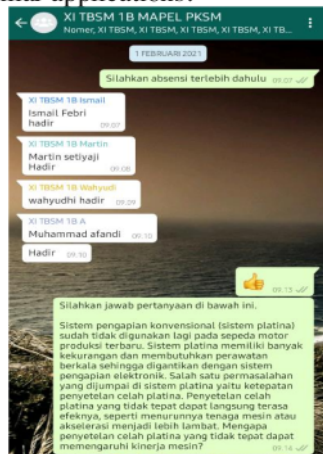 XI TBSM 1B MAPEL PKSM
Nomer, XI TBSM, XI TBSM, XI TBSM, XI TBSM, XI TB...
1 FEBRUARI 2021
Silahkan absensi terlebih dahulu 09.07
XI TBSM 1B Ismail
Ismail Febri
hadir 09.07
XI TBSM 1B Martin
Martin setiyaji
Hadir 09.08
XI TBSM 1B Wahyudi
wahyudhi hadir 09.09
XI TBSM 1B A
Muhammad afandi 09.10
Hadir 09.10
09.13
Silahkan jawab pertanyaan di bawah ini.
Sistem pengapian konvensional (sistem platina)
sudah tidak digunakan lagi pada sepeda motor
produksi terbaru. Sistem platina memiliki banyak
kekurangan dan membutuhkan perawatan
berkala sehingga digantikan dengan sistem
pengapian elektronik. Salah satu permasalahan
yang dijumpai di sistem platina yaitu ketepatan
penyetelan celah platina. Penyetelan celah
platina yang tidak tepat dapat langsung terasa
efeknya, seperti menurunnya tenaga mesin atau
akselerasi menjadi lebih lambat. Mengapa
penyetelan celah platina yang tidak tepat dapat
memengaruhi kinerja mesin? 09.14